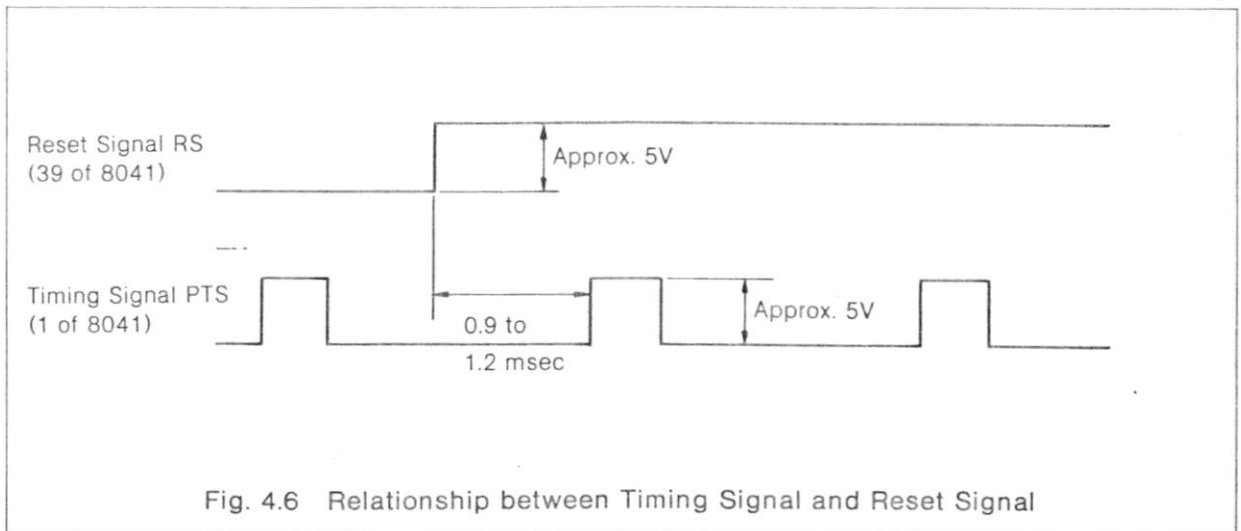 Reset Signal RS
(39 of 8041)
Approx. 5V
Timing Signal PTS
(1 of 8041)
0.9 to
1.2 msec
Approx. 5V
Fig. 4.6 Relationship between Timing Signal and Reset Signal